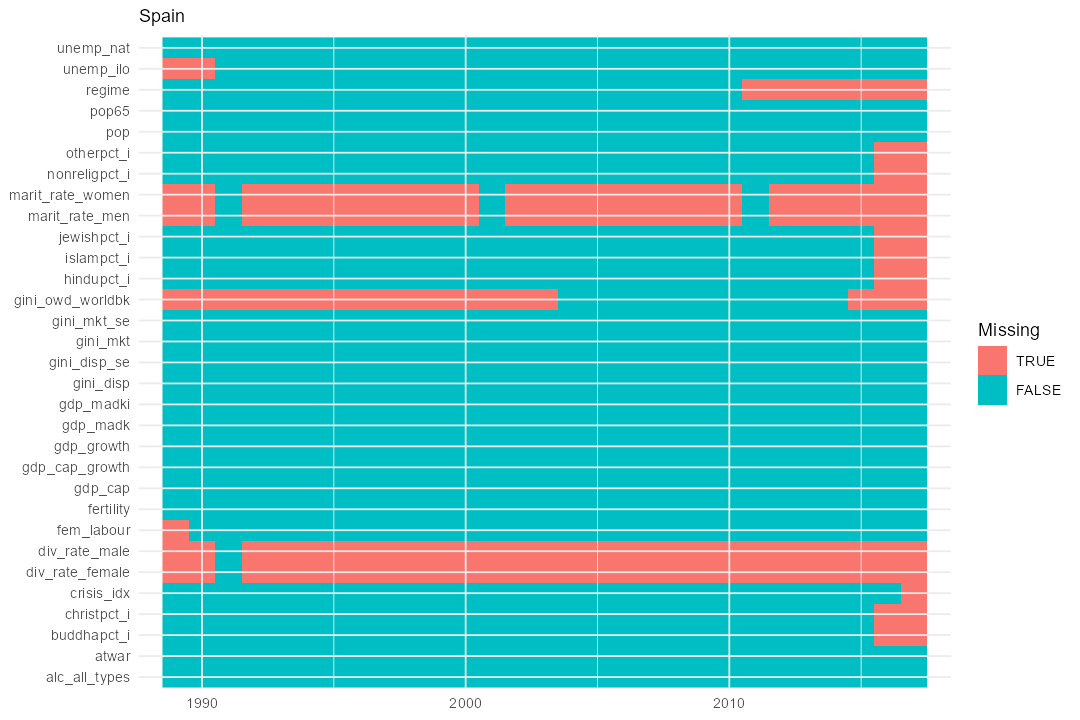 Spain
unemp_nat
unemp_ilo
regime
pop65
pop
otherpct_i
nonreligpct_i
marit_rate_women
marit_rate_men
jewishpct_i
islampct_i
hindupct_i
gini_owd_worldbk
gini_mkt_se
gini_mkt
gini_disp_se
gini_disp
gdp_madki
gdp_madk
gdp_growth
gdp_cap_growth
gdp_cap
fertility
fem_labour
div_rate_male
div_rate_female
crisis_idx
christpct_i
buddhapct_i
atwar
alc_all_types
1990 2000 2010
Missing
TRUE
FALSE